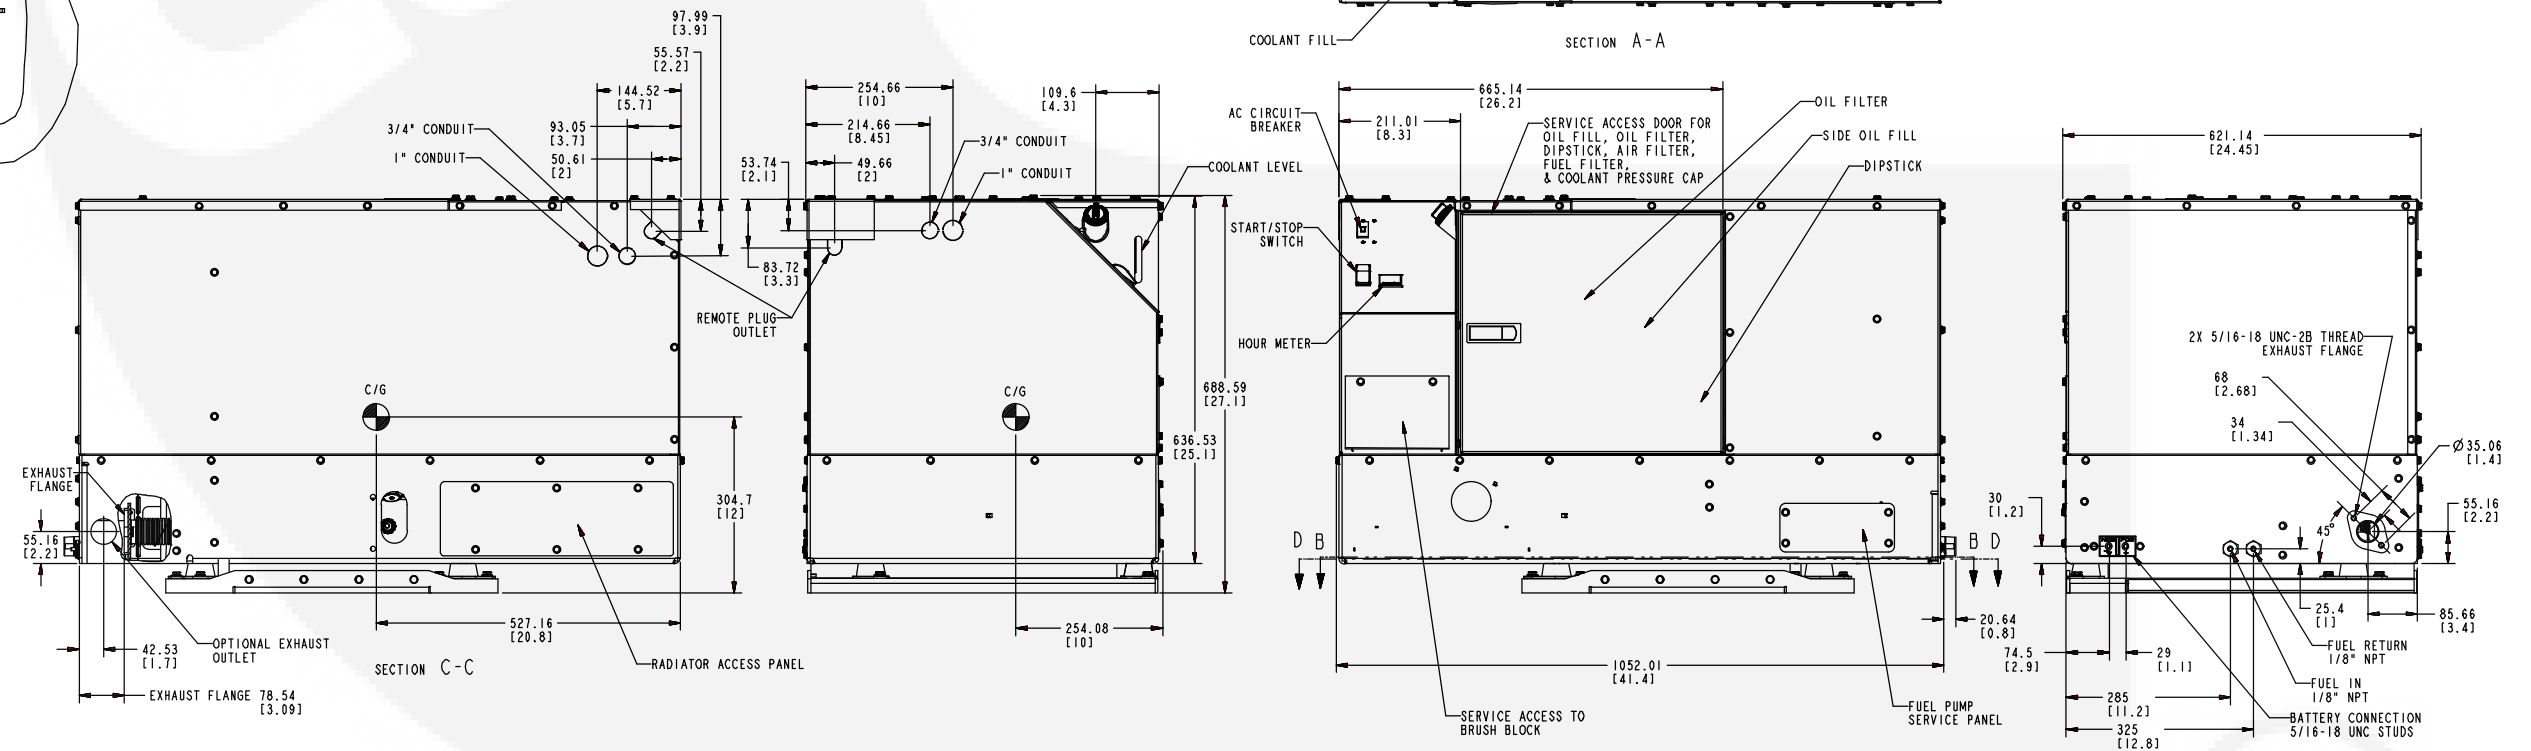 COOLANT FILL
SECTION A-A
97.99
[3.9]
55.57
[2.2]
144.52
[5.7]
3/4" CONDUIT
93.05
[3.7]
1" CONDUIT
50.61
[2]
C/G
EXHAUST
FLANGE
55.16
[2.2]
304.7
[12]
527.16
[20.8]
42.53
[1.7]
OPTIONAL EXHAUST
OUTLET
SECTION C-C
RADIATOR ACCESS PANEL
EXHAUST FLANGE 78.54
[3.09]
254.66
[10]
214.66
[8.45]
53.74
[2.1]
49.66
[2]
3/4" CONDUIT
1" CONDUIT
109.6
[4.3]
COOLANT LEVEL
83.72
[3.3]
REMOTE PLUG
OUTLET
C/G
688.59
[27.1]
636.53
[25.1]
254.08
[10]
665.14
[26.2]
AC CIRCUIT
BREAKER
211.01
[8.3]
SERVICE ACCESS DOOR FOR
OIL FILL, OIL FILTER,
DIPSTICK, AIR FILTER,
FUEL FILTER,
& COOLANT PRESSURE CAP
OIL FILTER
SIDE OIL FILL
DIPSTICK
START/STOP
SWITCH
HOUR METER
D B
B D
20.64
[0.8]
1052.01
[41.4]
SERVICE ACCESS TO
BRUSH BLOCK
FUEL PUMP
SERVICE PANEL
621.14
[24.45]
2X 5/16-18 UNC-2B THREAD
EXHAUST FLANGE
68
[2.68]
34
[1.34]
Ø35.06
[1.4]
30
[1.2]
45°
55.16
[2.2]
25.4
[1]
85.66
[3.4]
74.5
[2.9]
29
[1.1]
FUEL RETURN
1/8" NPT
285
[11.2]
FUEL IN
1/8" NPT
325
[12.8]
BATTERY CONNECTION
5/16-18 UNC STUDS